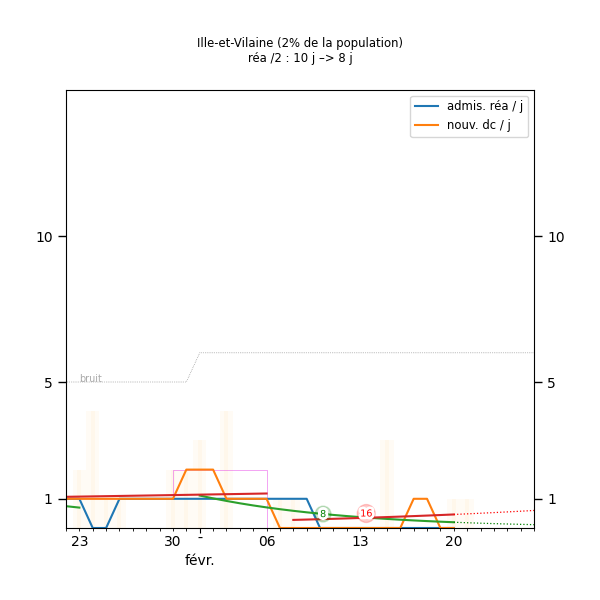 Ille-et-Vilaine (2% de la population)
réa /2 : 10 j –> 8 j
admis. réa / j
nouv. dc / j
10
10
bruit
5
5
8
16
1
1
23
30
-
06
13
20
févr.